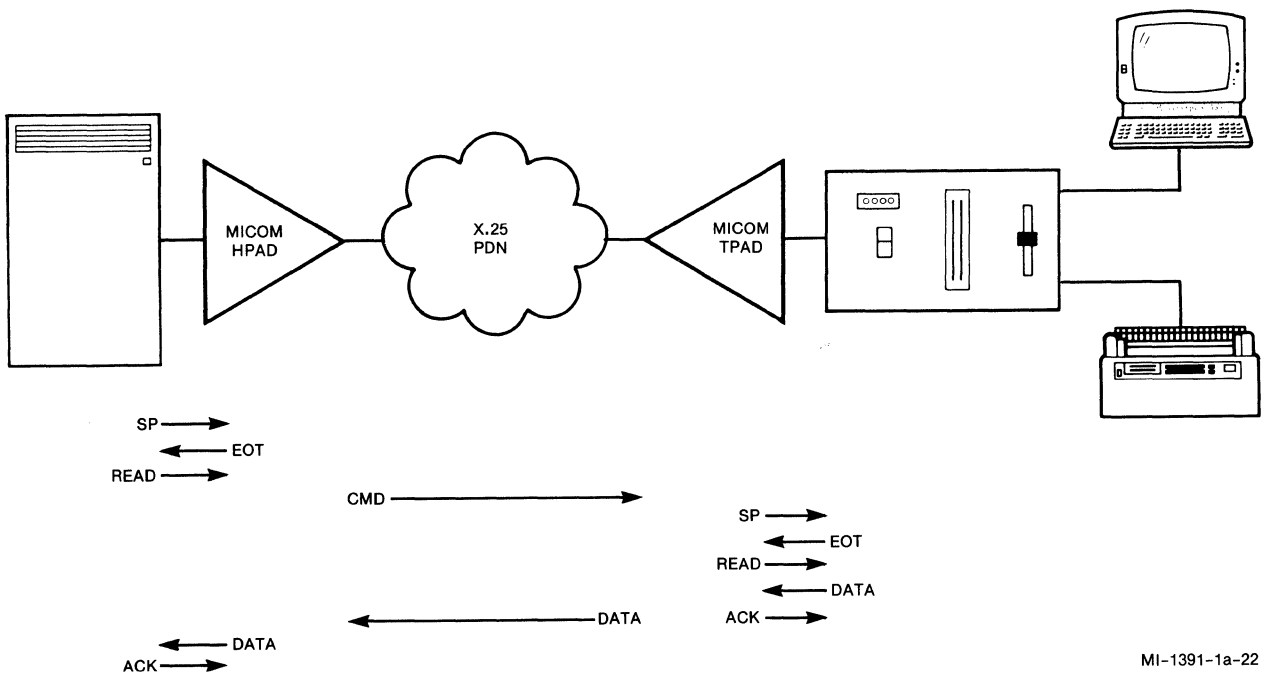 MICOM
HPAD
X.25
PDN
MICOM
TPAD
SP
EOT
READ
CMD
SP
EOT
READ
DATA
DATA
ACK
DATA
ACK
MI-1391-1a-22